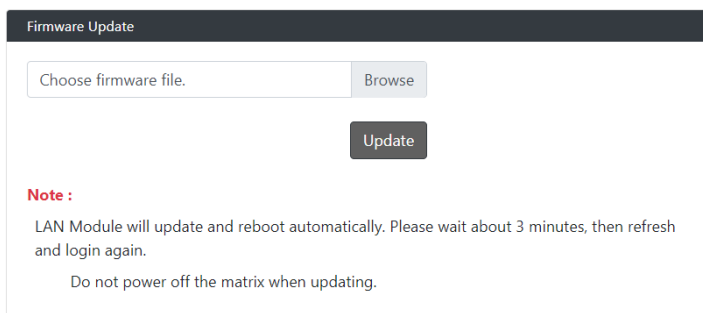 Firmware Update
Choose firmware file.
Browse
Update
Note :
LAN Module will update and reboot automatically. Please wait about 3 minutes, then refresh
and login again.
Do not power off the matrix when updating.